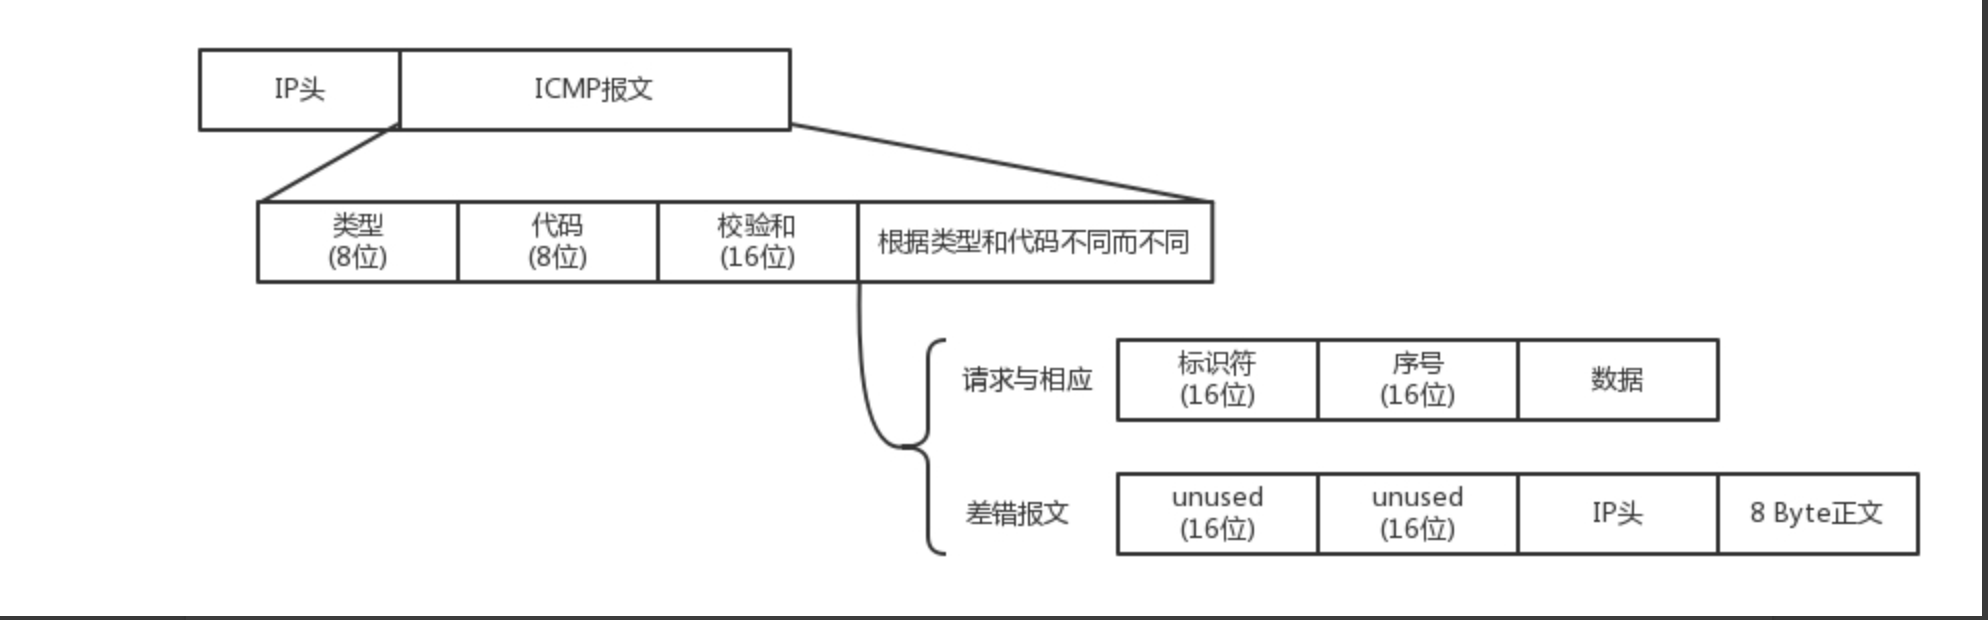 IP头
ICMP报文
类型
(8位)
代码
(8位)
校验和
(16位)
根据类型和代码不同而不同
请求与相应
标识符
(16位)
序号
(16位)
数据
差错报文
unused
(16位)
unused
(16位)
IP头
8 Byte正文